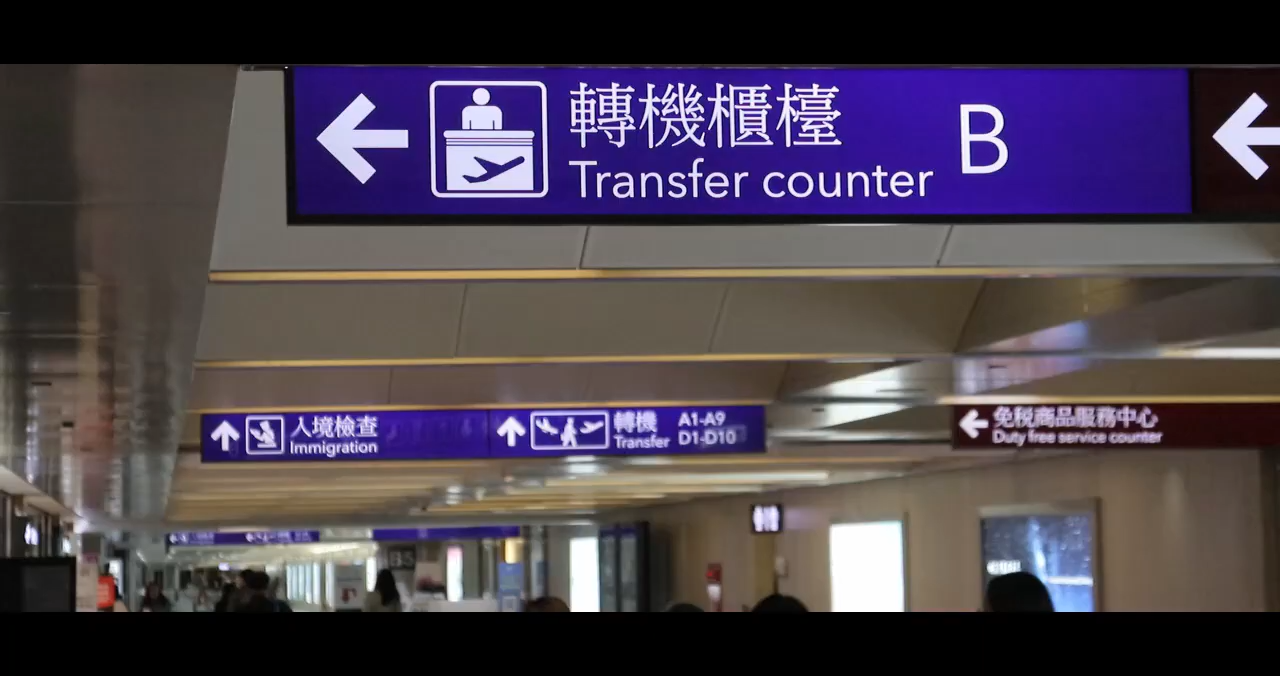 轉機櫃檯
Transfer counter
B
入境檢查
Immigration
轉機
Transfer
A1-A9
D1-D10
免稅商品服務中心
Duty free service counter
B5